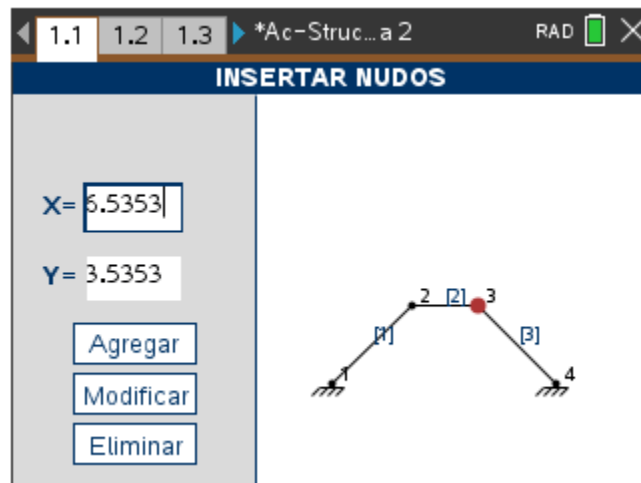 1.1 1.2 1.3 *Ac-Struc...a 2 RAD
INSERTAR NUDOS
X= 6.5353
Y= 3.5353
Agregar
Modificar
Eliminar
2 [2] 3
[1] [3]
1 4